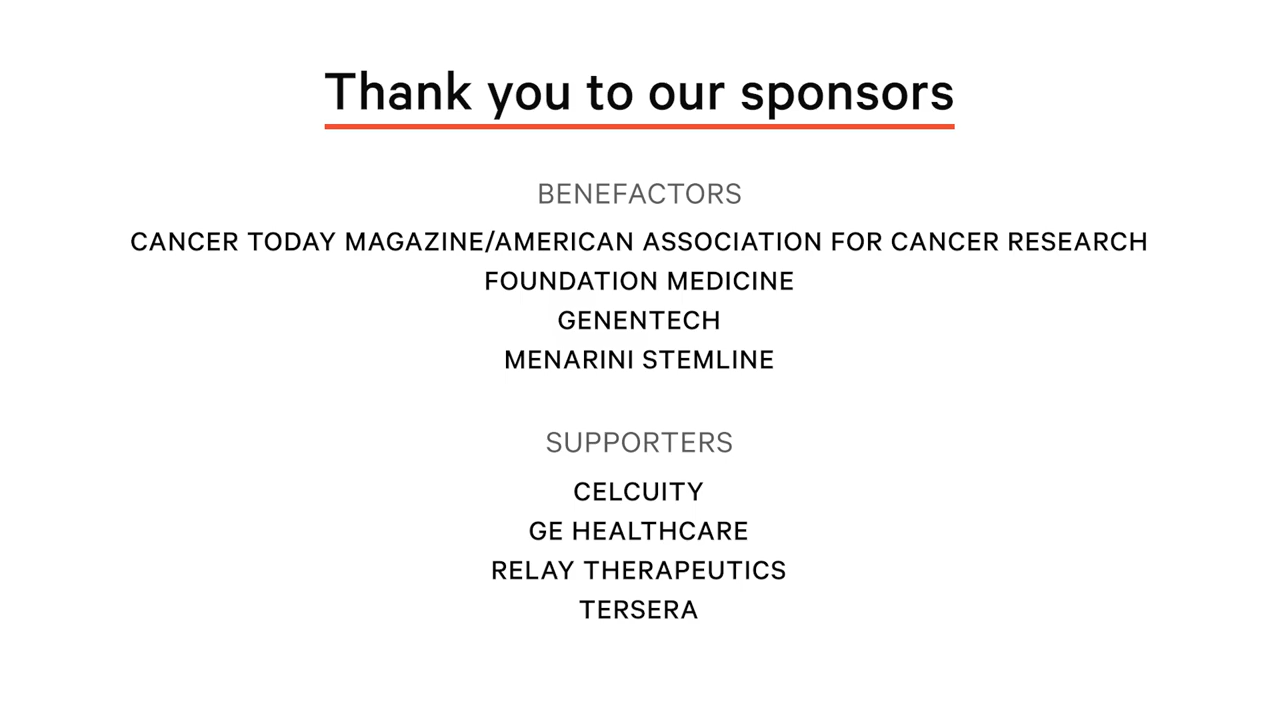 Thank you to our sponsors
BENEFACTORS
CANCER TODAY MAGAZINE/AMERICAN ASSOCIATION FOR CANCER RESEARCH
FOUNDATION MEDICINE
GENENTECH
MENARINI STEMLINE
SUPPORTERS
CELCUITY
GE HEALTHCARE
RELAY THERAPEUTICS
TERSERA